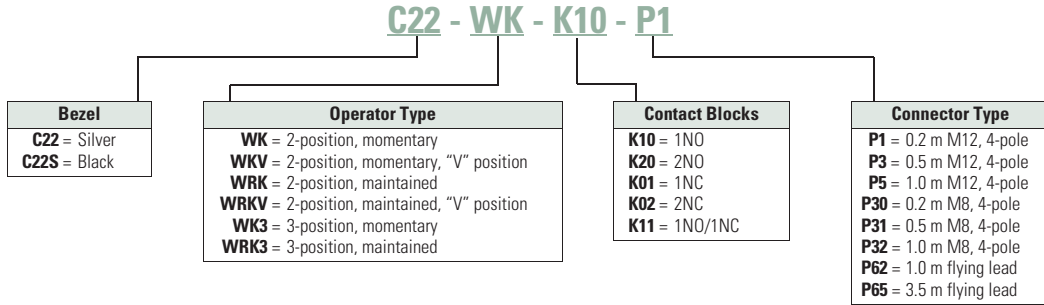 C22 - WK - K10 - P1
Bezel
C22 = Silver
C22S = Black
Operator Type
WK = 2-position, momentary
WKV = 2-position, momentary, “V” position
WRK = 2-position, maintained
WRKV = 2-position, maintained, “V” position
WK3 = 3-position, momentary
WRK3 = 3-position, maintained
Contact Blocks
K10 = 1NO
K20 = 2NO
K01 = 1NC
K02 = 2NC
K11 = 1NO/1NC
Connector Type
P1 = 0.2 m M12, 4-pole
P3 = 0.5 m M12, 4-pole
P5 = 1.0 m M12, 4-pole
P30 = 0.2 m M8, 4-pole
P31 = 0.5 m M8, 4-pole
P32 = 1.0 m M8, 4-pole
P62 = 1.0 m flying lead
P65 = 3.5 m flying lead